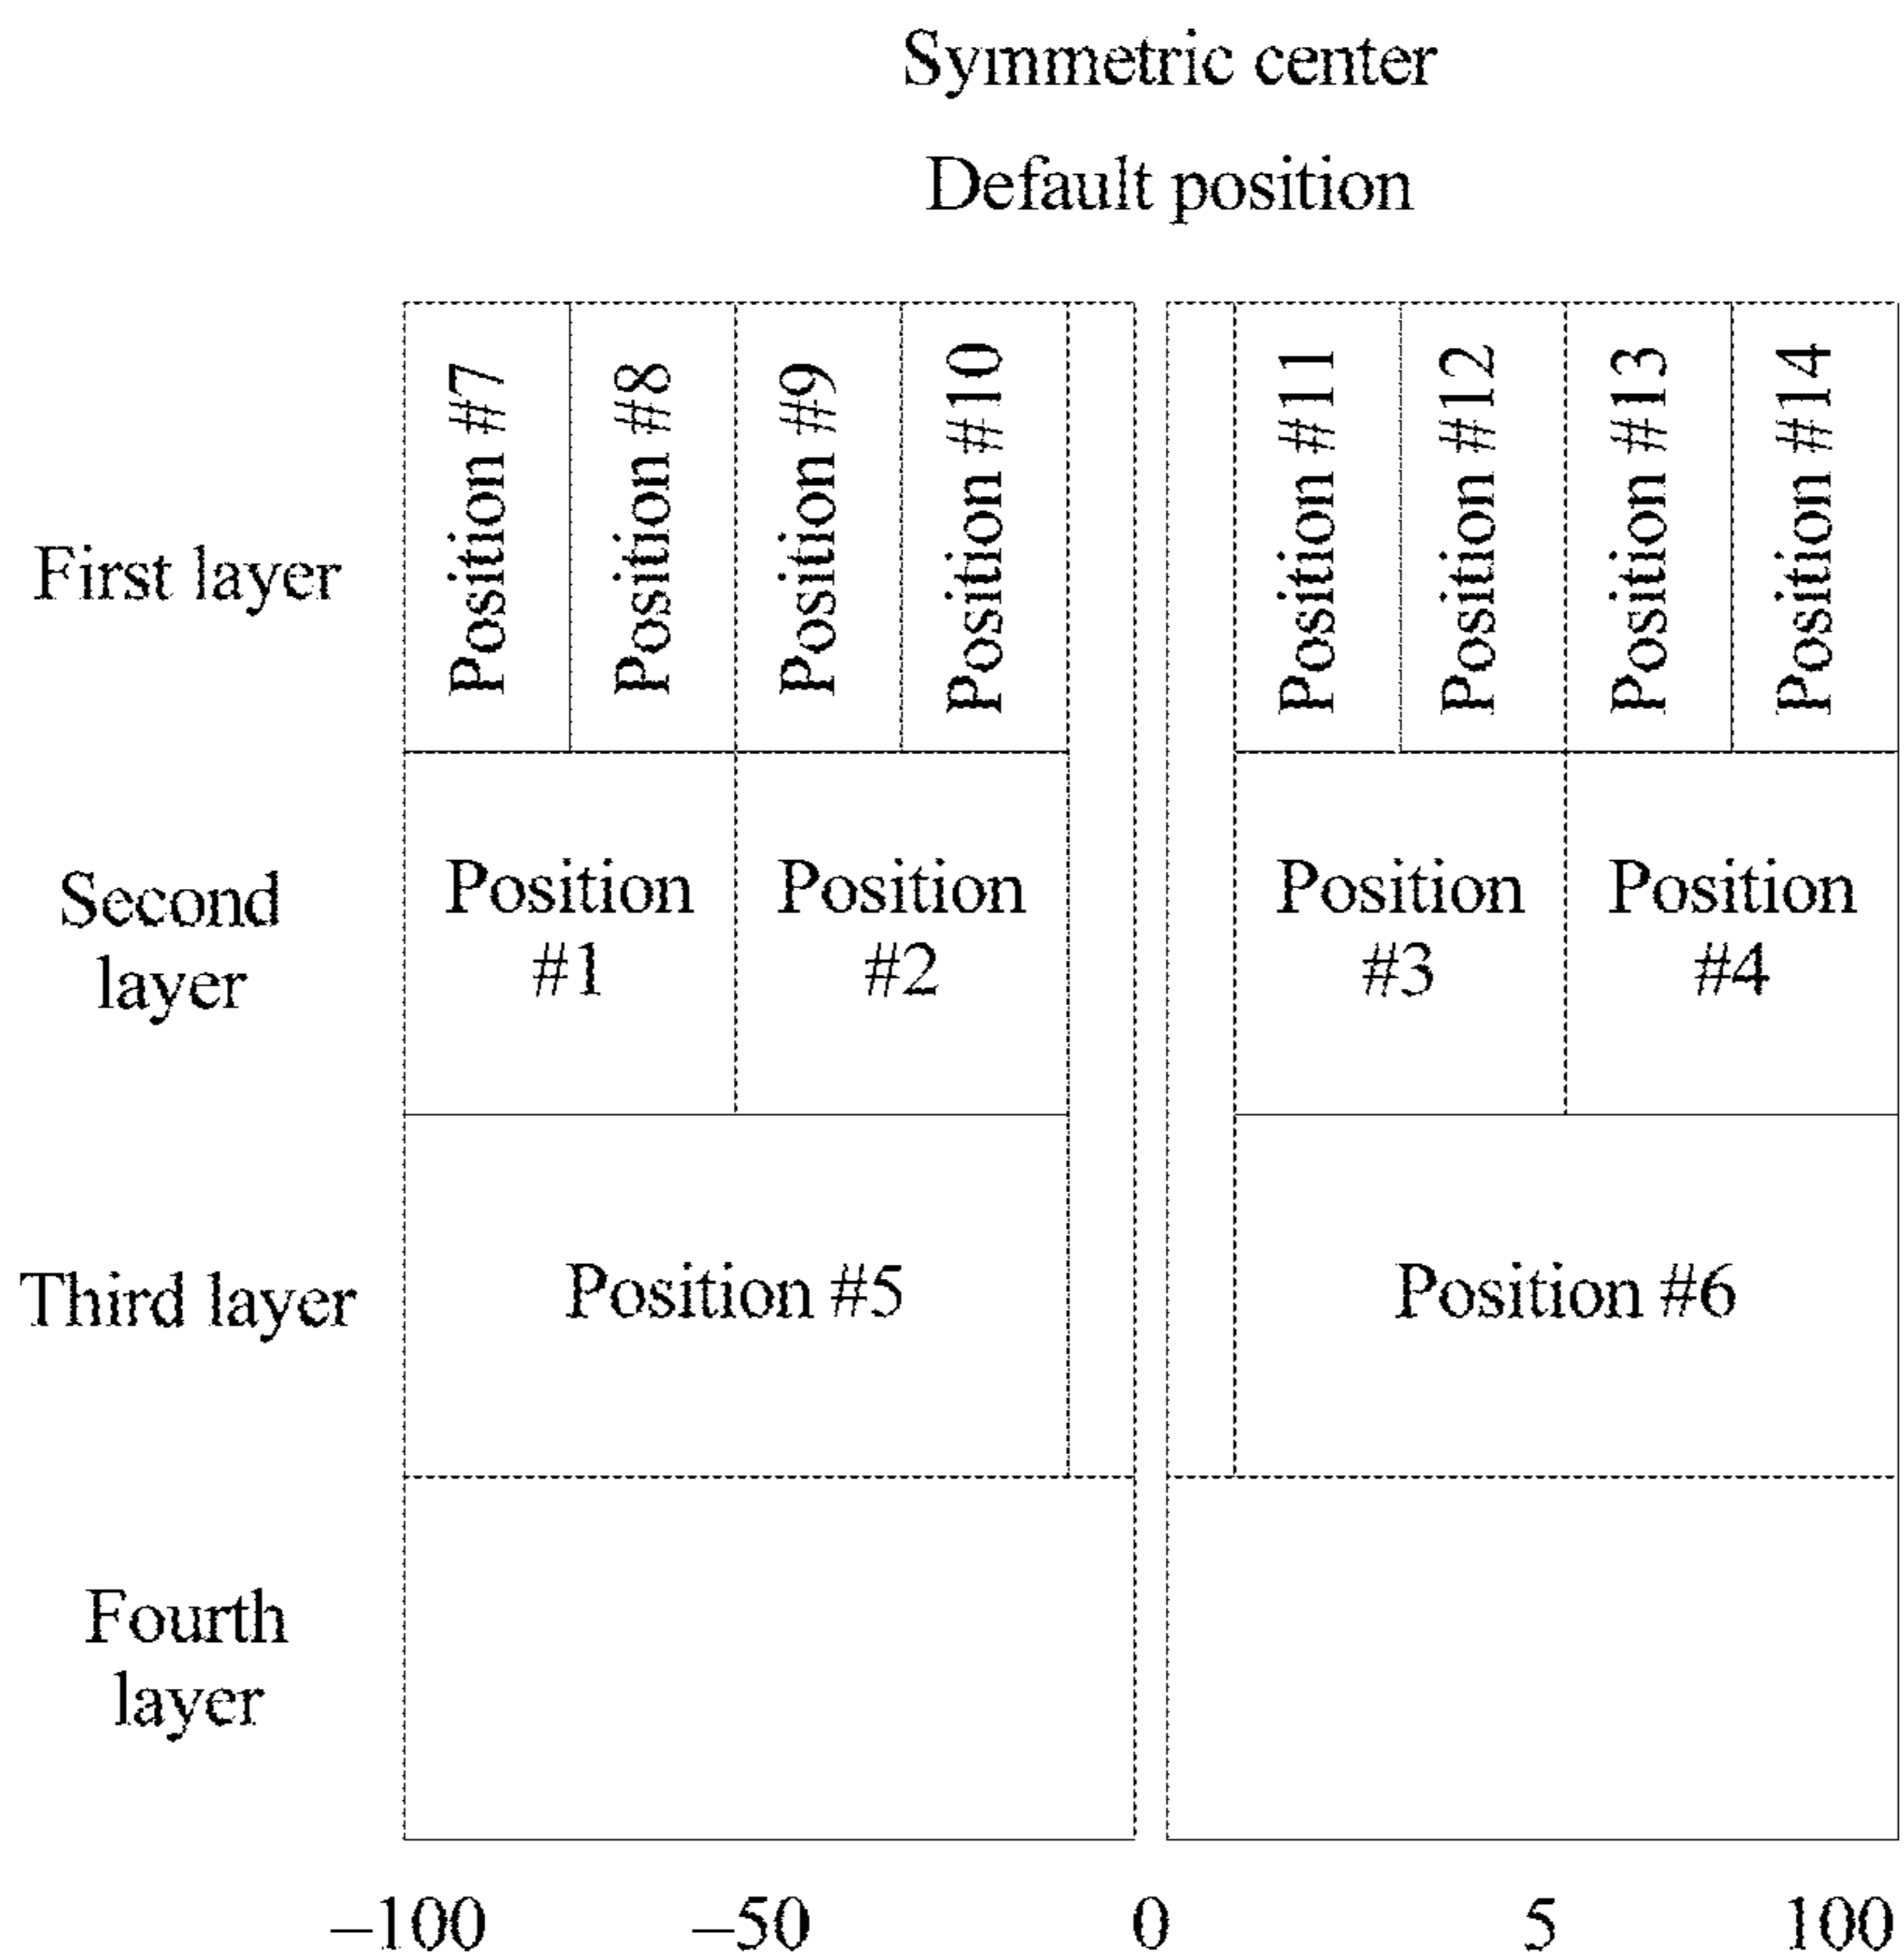 Symmetric center
Default position
First layer
Position #7
Position #8
Position #9
Position #10
Position #11
Position #12
Position #13
Position #14
Second
layer
Position
#1
Position
#2
Position
#3
Position
#4
Third layer
Position #5
Position #6
Fourth
layer
–100
–50
0
5
100